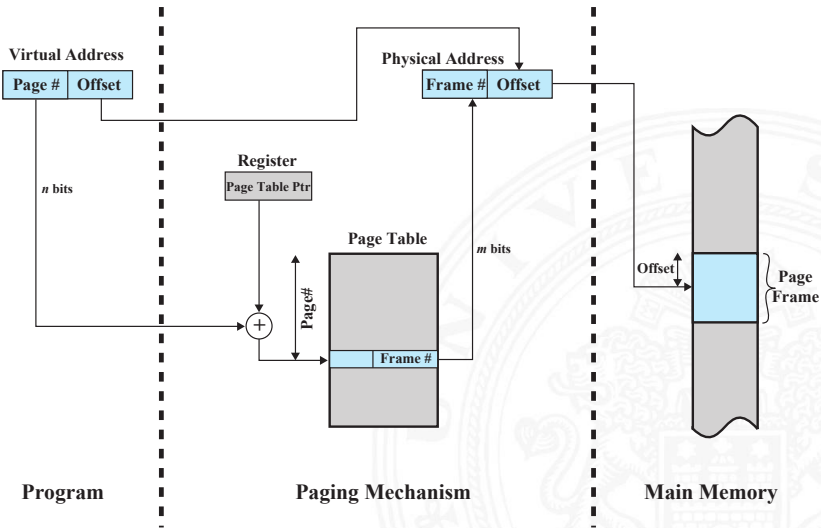 Virtual Address
Page #
Offset
Physical Address
Frame #
Offset
n bits
Register
Page Table Ptr
Page Table
m bits
Page#
+
Frame #
Offset
Page
Frame
Program
Paging Mechanism
Main Memory
UNIVE S